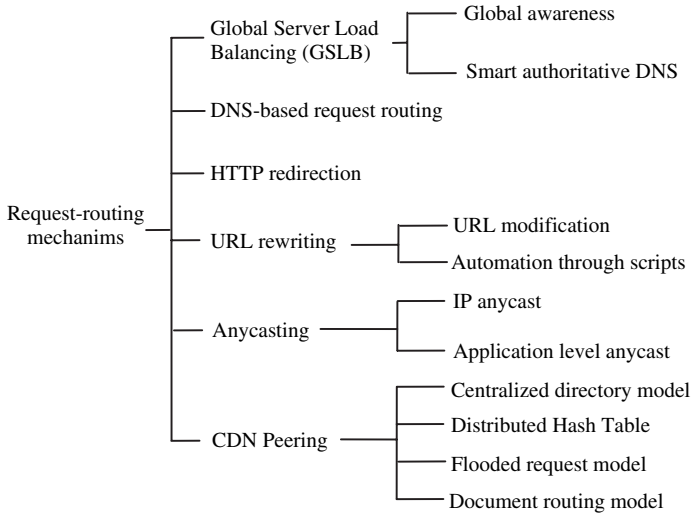 Request-routing
mechanims
Global Server Load
Balancing (GSLB)
Global awareness
Smart authoritative DNS
DNS-based request routing
HTTP redirection
URL rewriting
URL modification
Automation through scripts
Anycasting
IP anycast
Application level anycast
CDN Peering
Centralized directory model
Distributed Hash Table
Flooded request model
Document routing model